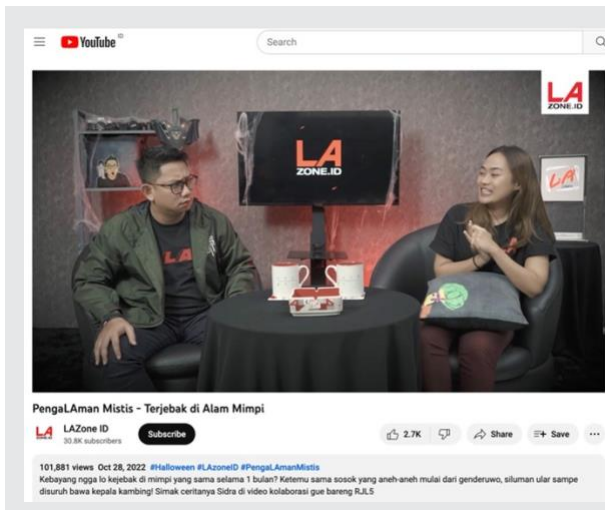 YouTube ID
Search
LA
ZONE.ID
LA
ZONE.ID
LA
LA
PengaLAman Mistis - Terjebak di Alam Mimpi
LA
LAZone ID
30.8K subscribers
Subscribe
2.7K
Share
Save
101,881 views Oct 28, 2022 #Halloween #LAzoneID #PengaLAmanMistis
Kebayang ngga lo kejebak di mimpi yang sama selama 1 bulan? Ketemu sama sosok yang aneh-aneh mulai dari genderuwo, siluman ular sampe
disuruh bawa kepala kambing! Simak ceritanya Sidra di video kolaborasi gue bareng RJL5